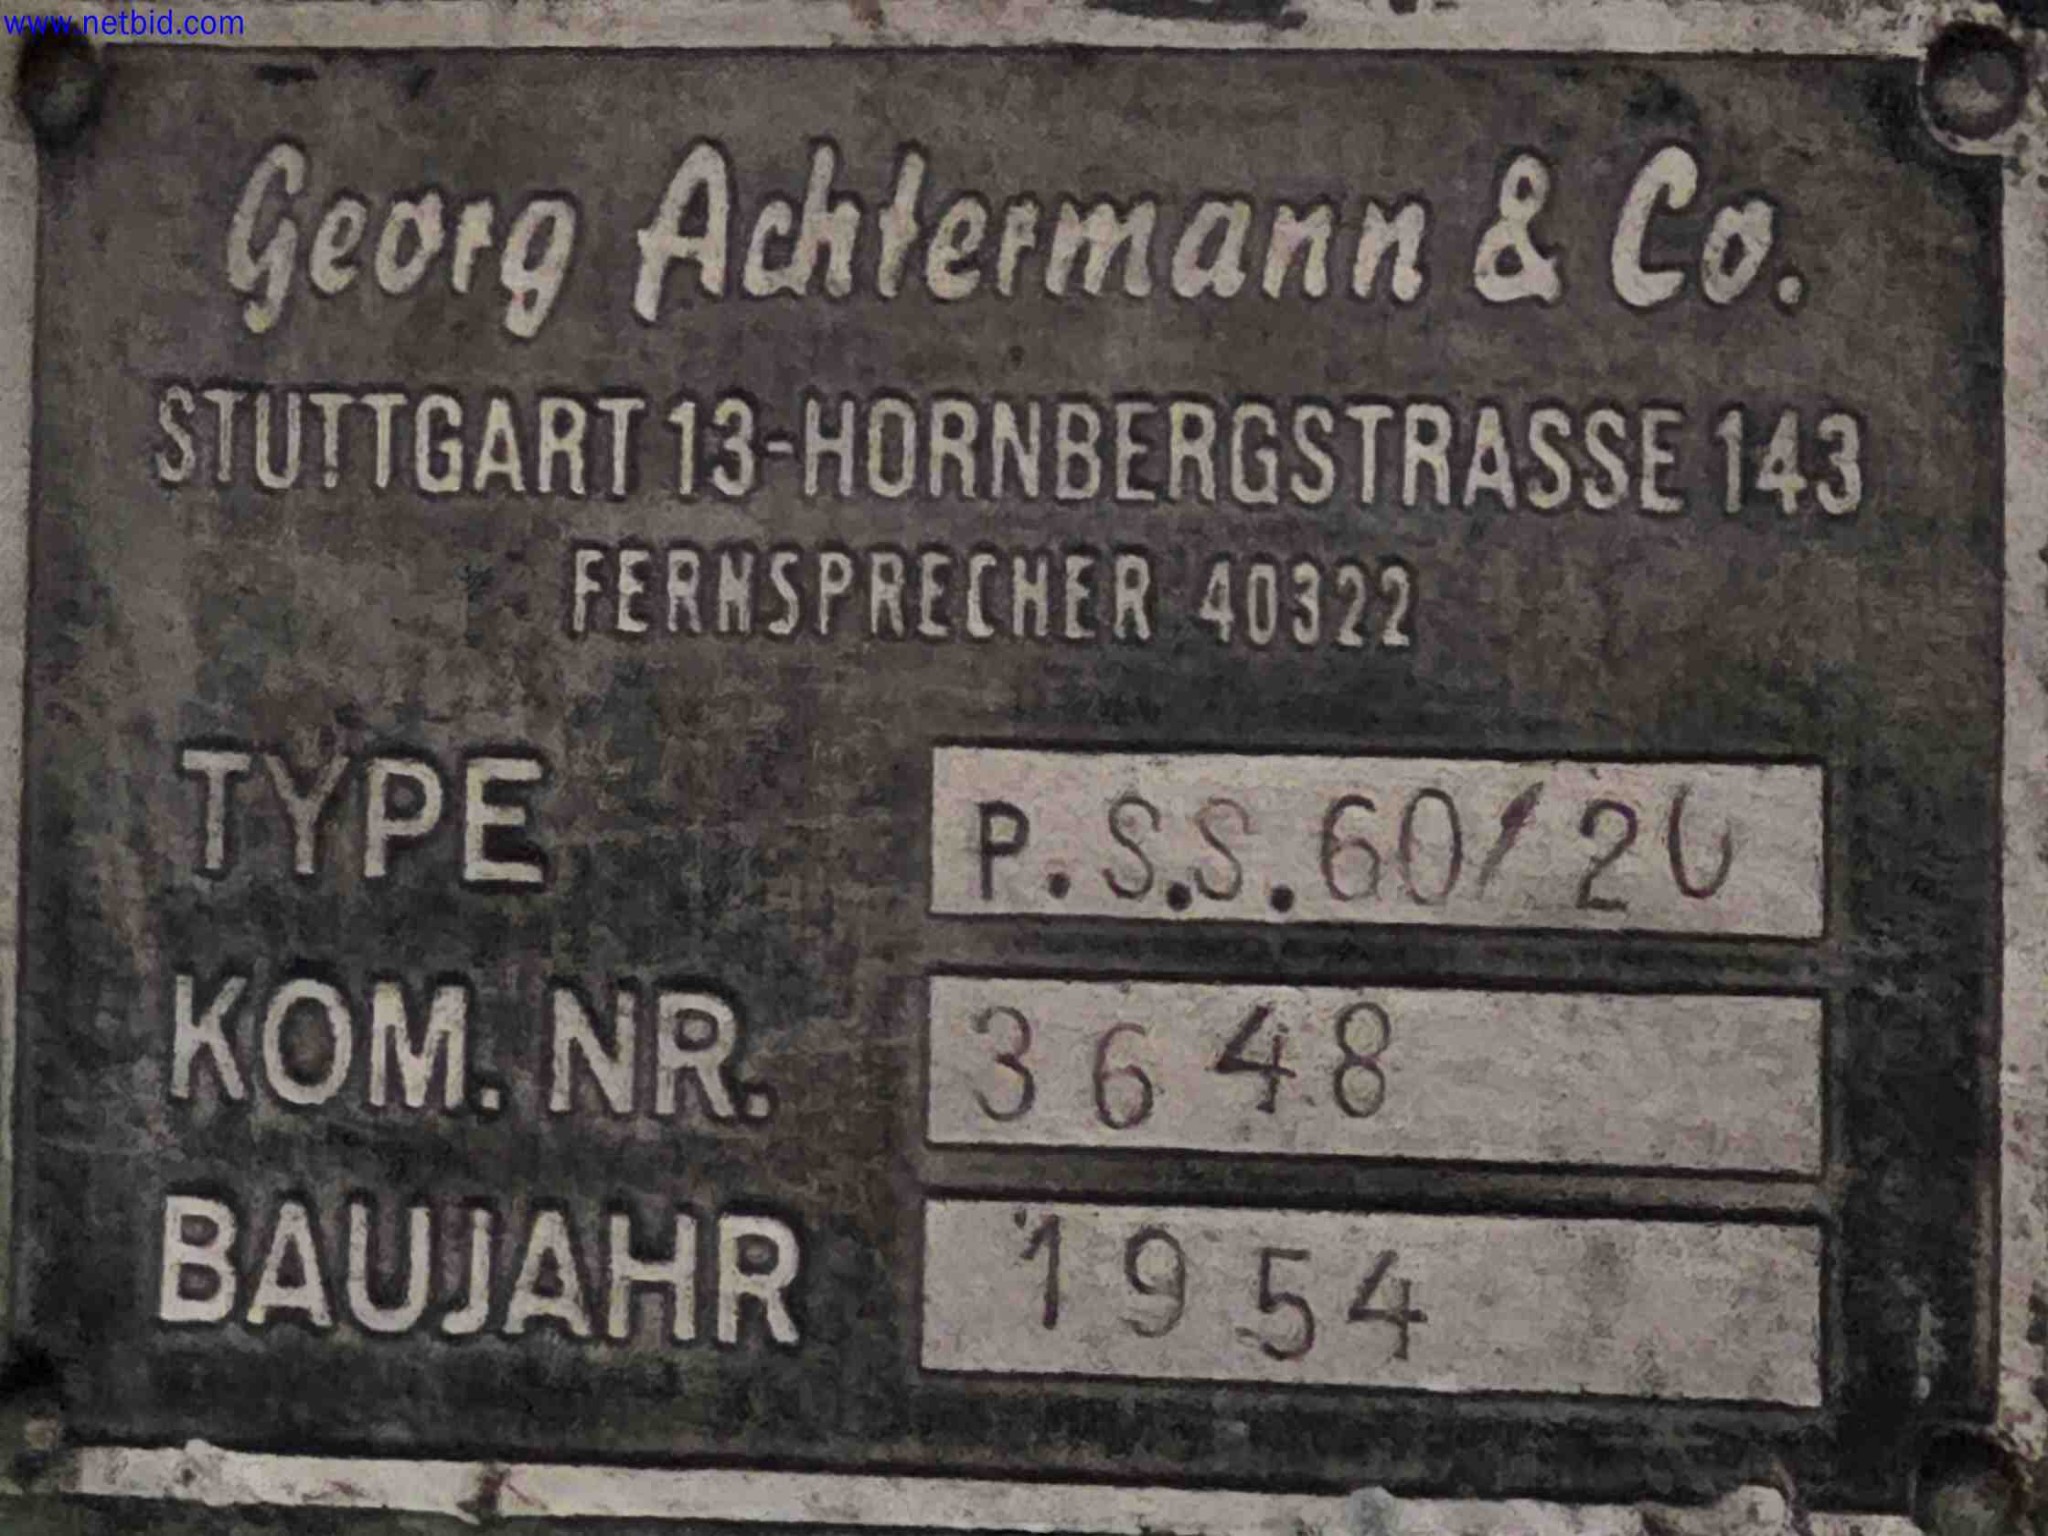 www.netbid.com
Georg Achtermann & Co.
STUTTGART 13-HORNBERGSTRASSE 143
FERNSPRECHER 40322
TYPE P.S.S.60/20
KOM. NR. 3648
BAUJAHR 1954